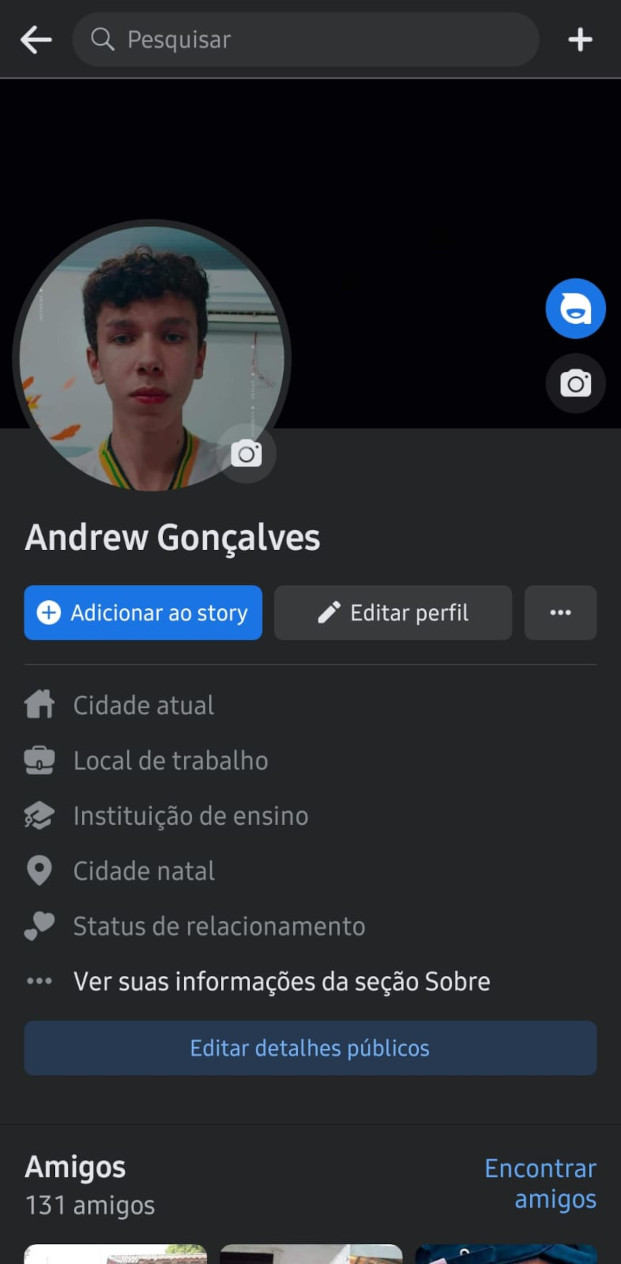 Pesquisar
Andrew Gonçalves
Adicionar ao story
Editar perfil
Cidade atual
Local de trabalho
Instituição de ensino
Cidade natal
Status de relacionamento
Ver suas informações da seção Sobre
Editar detalhes públicos
Amigos
131 amigos
Encontrar
amigos